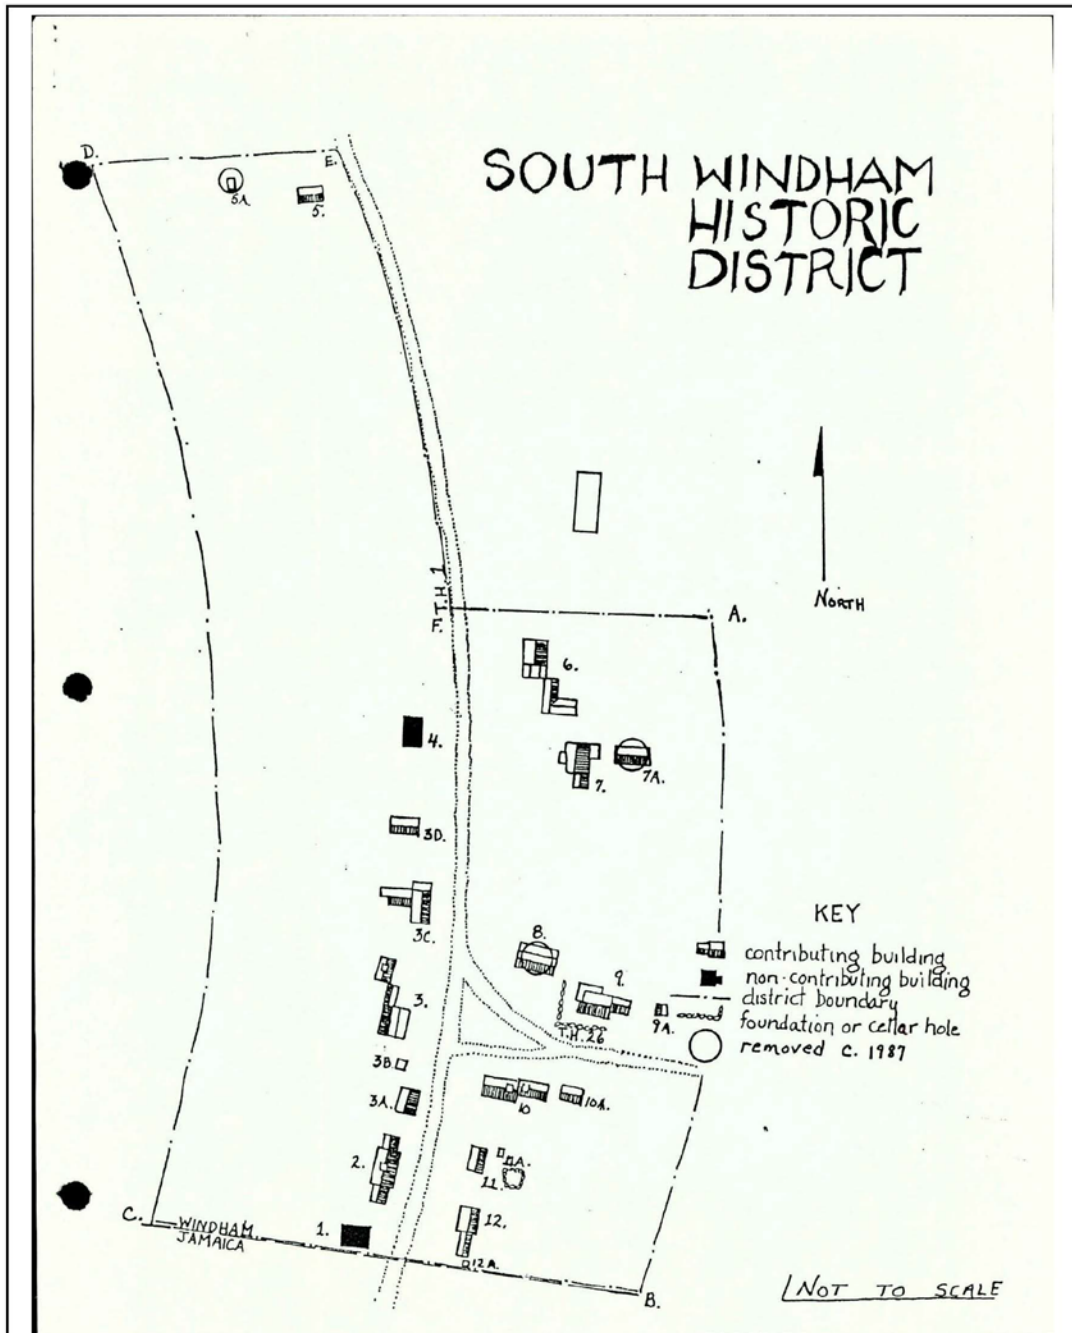 SOUTH WINDHAM
HISTORIC
DISTRICT
D.
E.
5A.
5.
NORTH
T.H. 1
F.
A.
6.
4.
7.
7A.
3D.
3C.
KEY
contributing building
non-contributing building
district boundary
foundation or cellar hole
removed c. 1987
8.
9.
9A.
T.H. 26
3.
3B.
3A.
10
10A.
2.
11.
11A.
12.
12A.
1.
C.
WINDHAM
JAMAICA
B.
NOT TO SCALE